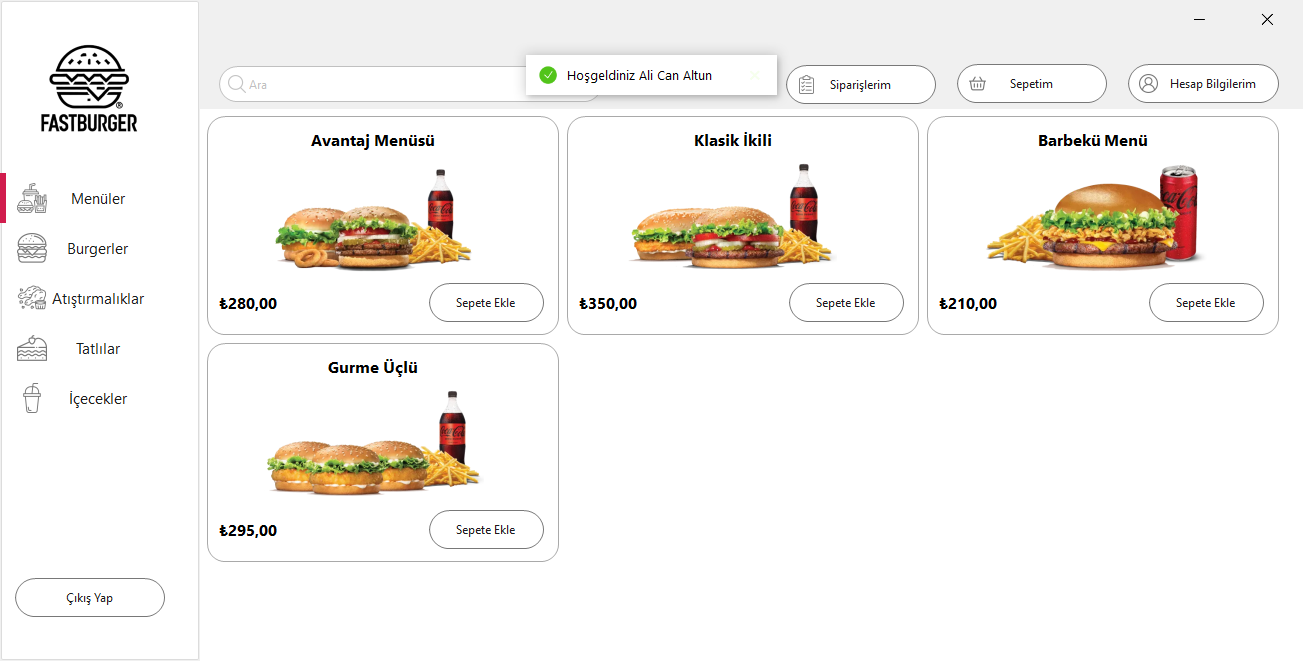 FASTBURGER
®
Menüler
Burgerler
Atıştırmalıklar
Tatlılar
İçecekler
Çıkış Yap
Ara
Hoşgeldiniz Ali Can Altun
Siparişlerim
Sepetim
Hesap Bilgilerim
Avantaj Menüsü
₺280,00
Sepete Ekle
Klasik İkili
₺350,00
Sepete Ekle
Barbekü Menü
₺210,00
Sepete Ekle
Gurme Üçlü
₺295,00
Sepete Ekle